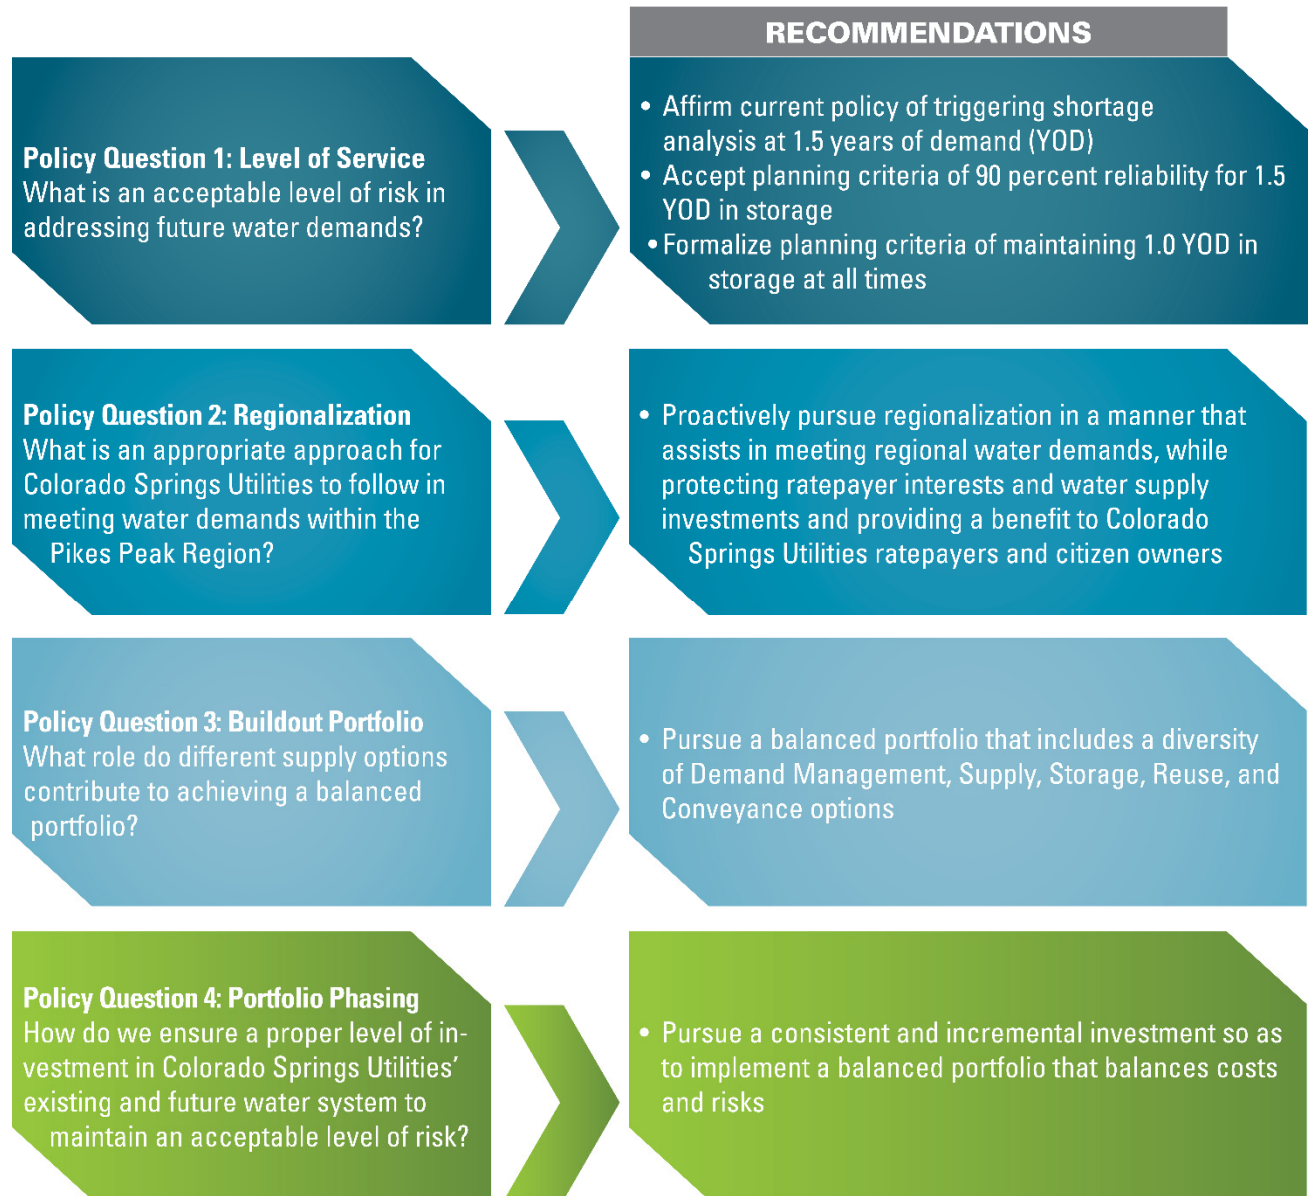 RECOMMENDATIONS
Policy Question 1: Level of Service
What is an acceptable level of risk in
addressing future water demands?
• Affirm current policy of triggering shortage
analysis at 1.5 years of demand (YOD)
• Accept planning criteria of 90 percent reliability for 1.5
YOD in storage
• Formalize planning criteria of maintaining 1.0 YOD in
storage at all times
Policy Question 2: Regionalization
What is an appropriate approach for
Colorado Springs Utilities to follow in
meeting water demands within the
Pikes Peak Region?
• Proactively pursue regionalization in a manner that
assists in meeting regional water demands, while
protecting ratepayer interests and water supply
investments and providing a benefit to Colorado
Springs Utilities ratepayers and citizen owners
Policy Question 3: Buildout Portfolio
What role do different supply options
contribute to achieving a balanced
portfolio?
• Pursue a balanced portfolio that includes a diversity
of Demand Management, Supply, Storage, Reuse, and
Conveyance options
Policy Question 4: Portfolio Phasing
How do we ensure a proper level of in-
vestment in Colorado Springs Utilities’
existing and future water system to
maintain an acceptable level of risk?
• Pursue a consistent and incremental investment so as
to implement a balanced portfolio that balances costs
and risks